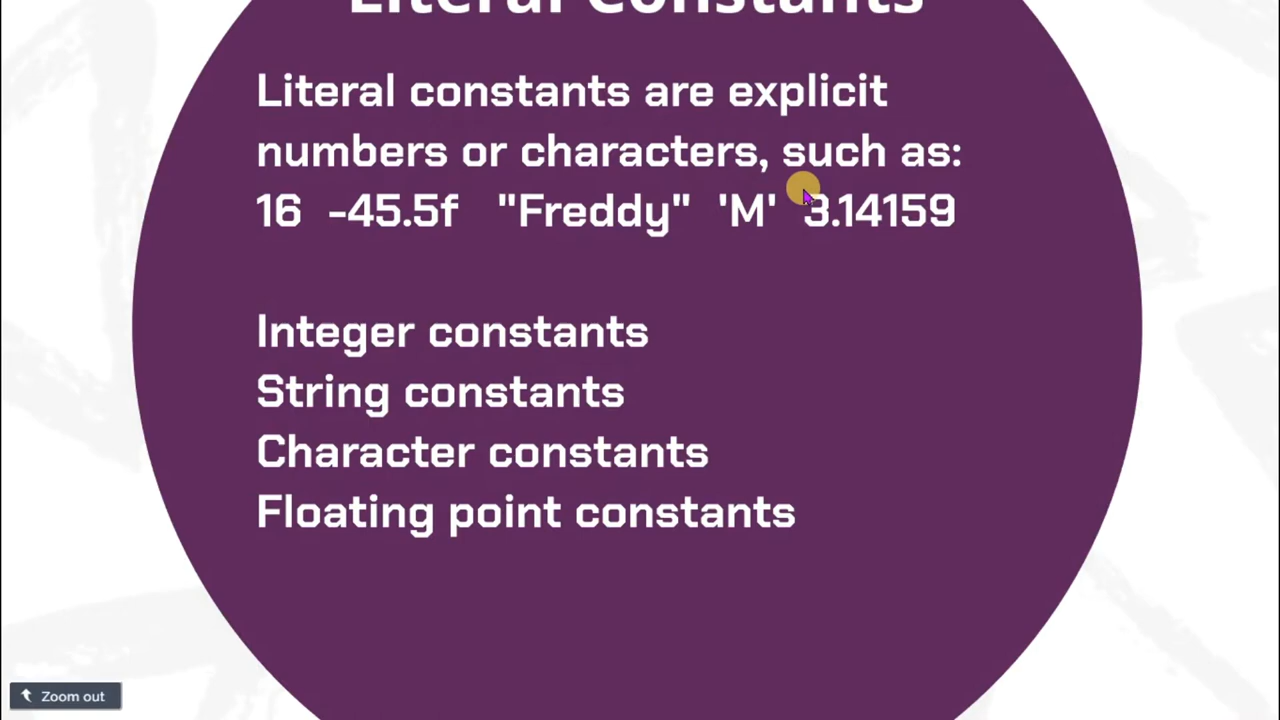 Literal Constants
Literal constants are explicit
numbers or characters, such as:
16 -45.5f "Freddy" 'M' 3.14159
Integer constants
String constants
Character constants
Floating point constants
Zoom out